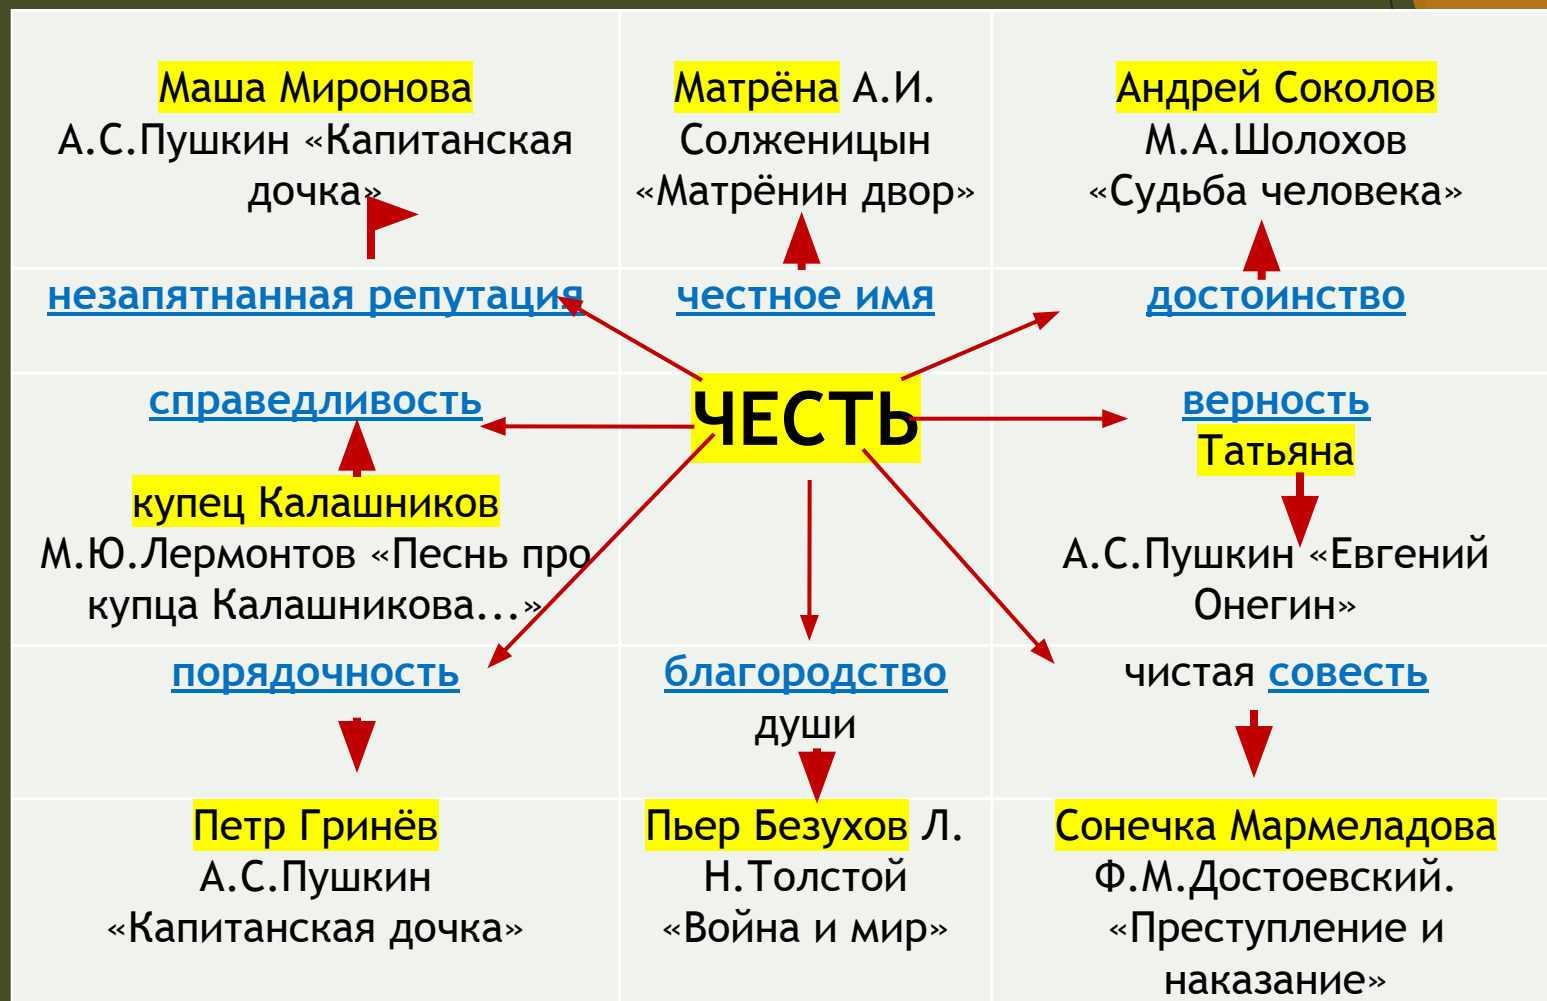 Маша Миронова
А.С.Пушкин «Капитанская
дочка»
Матрёна А.И.
Солженицын
«Матрёнин двор»
Андрей Соколов
М.А.Шолохов
«Судьба человека»
незапятнанная репутация
честное имя
достоинство
справедливость
купец Калашников
М.Ю.Лермонтов «Песнь про
купца Калашникова...»
ЧЕСТЬ
верность
Татьяна
А.С.Пушкин «Евгений
Онегин»
порядочность
благородство
души
чистая совесть
Петр Гринёв
А.С.Пушкин
«Капитанская дочка»
Пьер Безухов Л.
Н.Толстой
«Война и мир»
Сонечка Мармеладова
Ф.М.Достоевский.
«Преступление и
наказание»